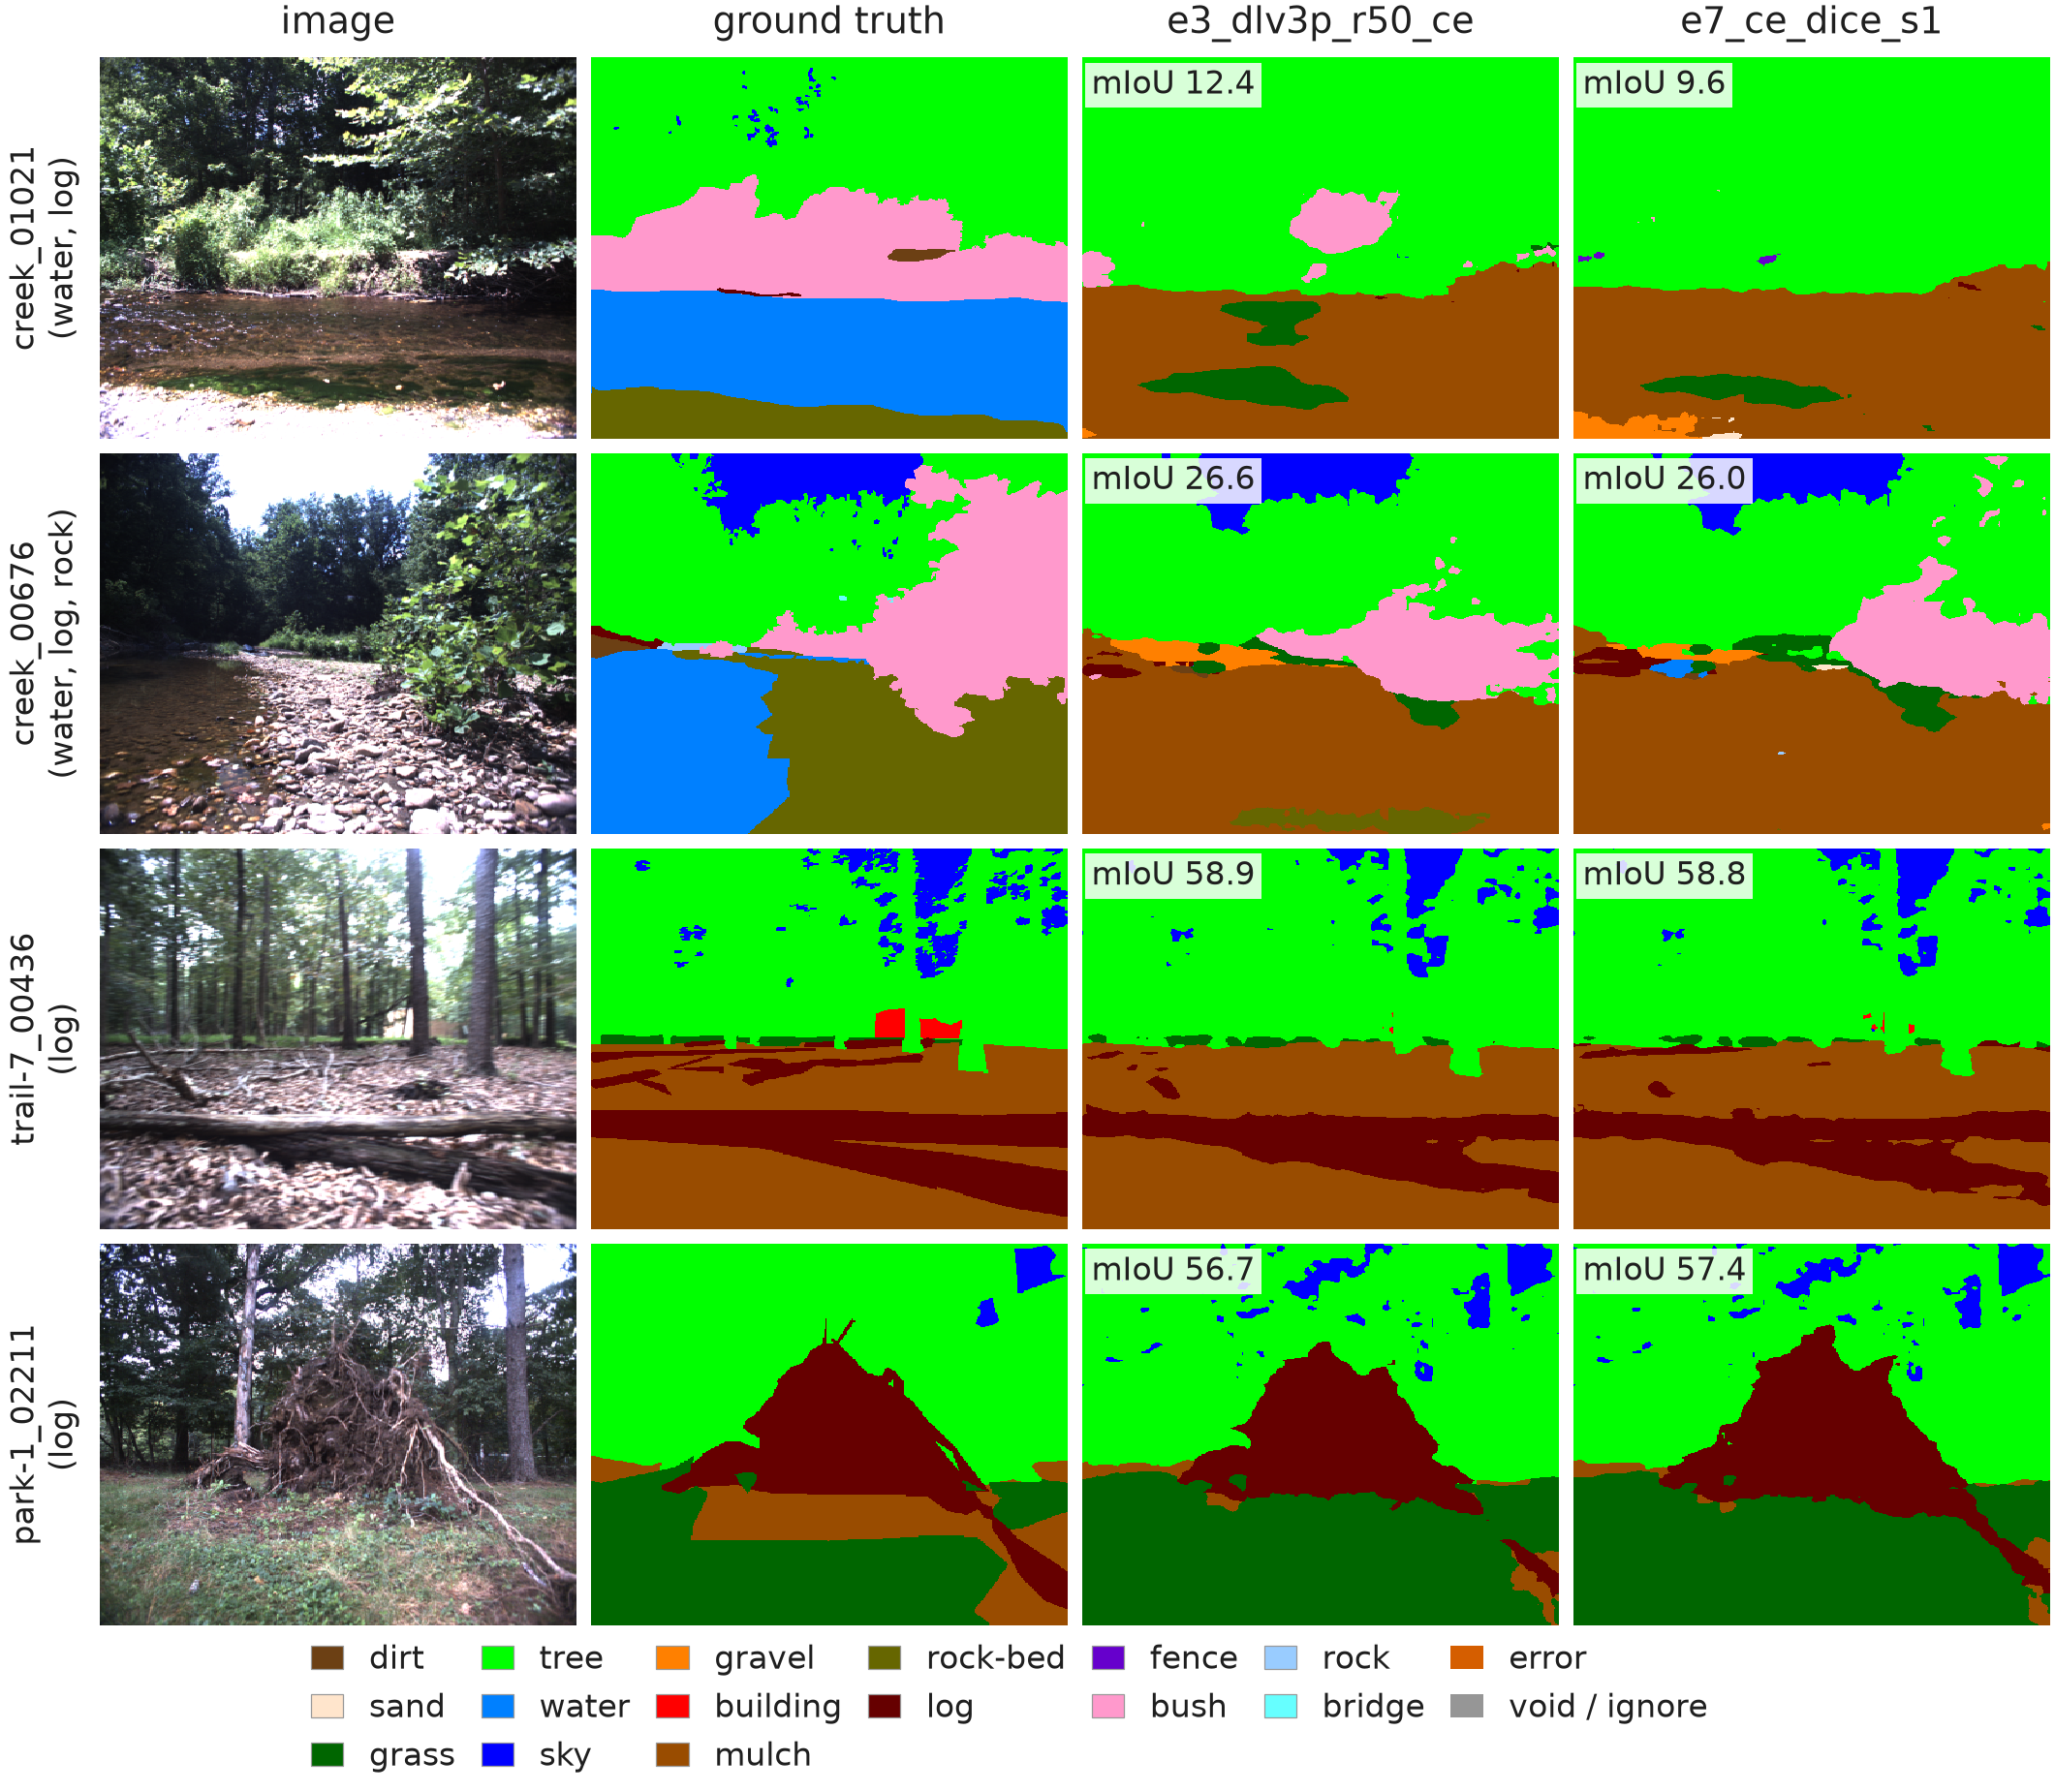 image
ground truth
e3_dlv3p_r50_ce
e7_ce_dice_s1
creek_01021
(water, log)
mIoU 12.4
mIoU 9.6
creek_00676
(water, log, rock)
mIoU 26.6
mIoU 26.0
trail-7_00436
(log)
mIoU 58.9
mIoU 58.8
park-1_02211
(log)
mIoU 56.7
mIoU 57.4
dirt
tree
gravel
rock-bed
fence
rock
error
sand
water
building
log
bush
bridge
void / ignore
grass
sky
mulch